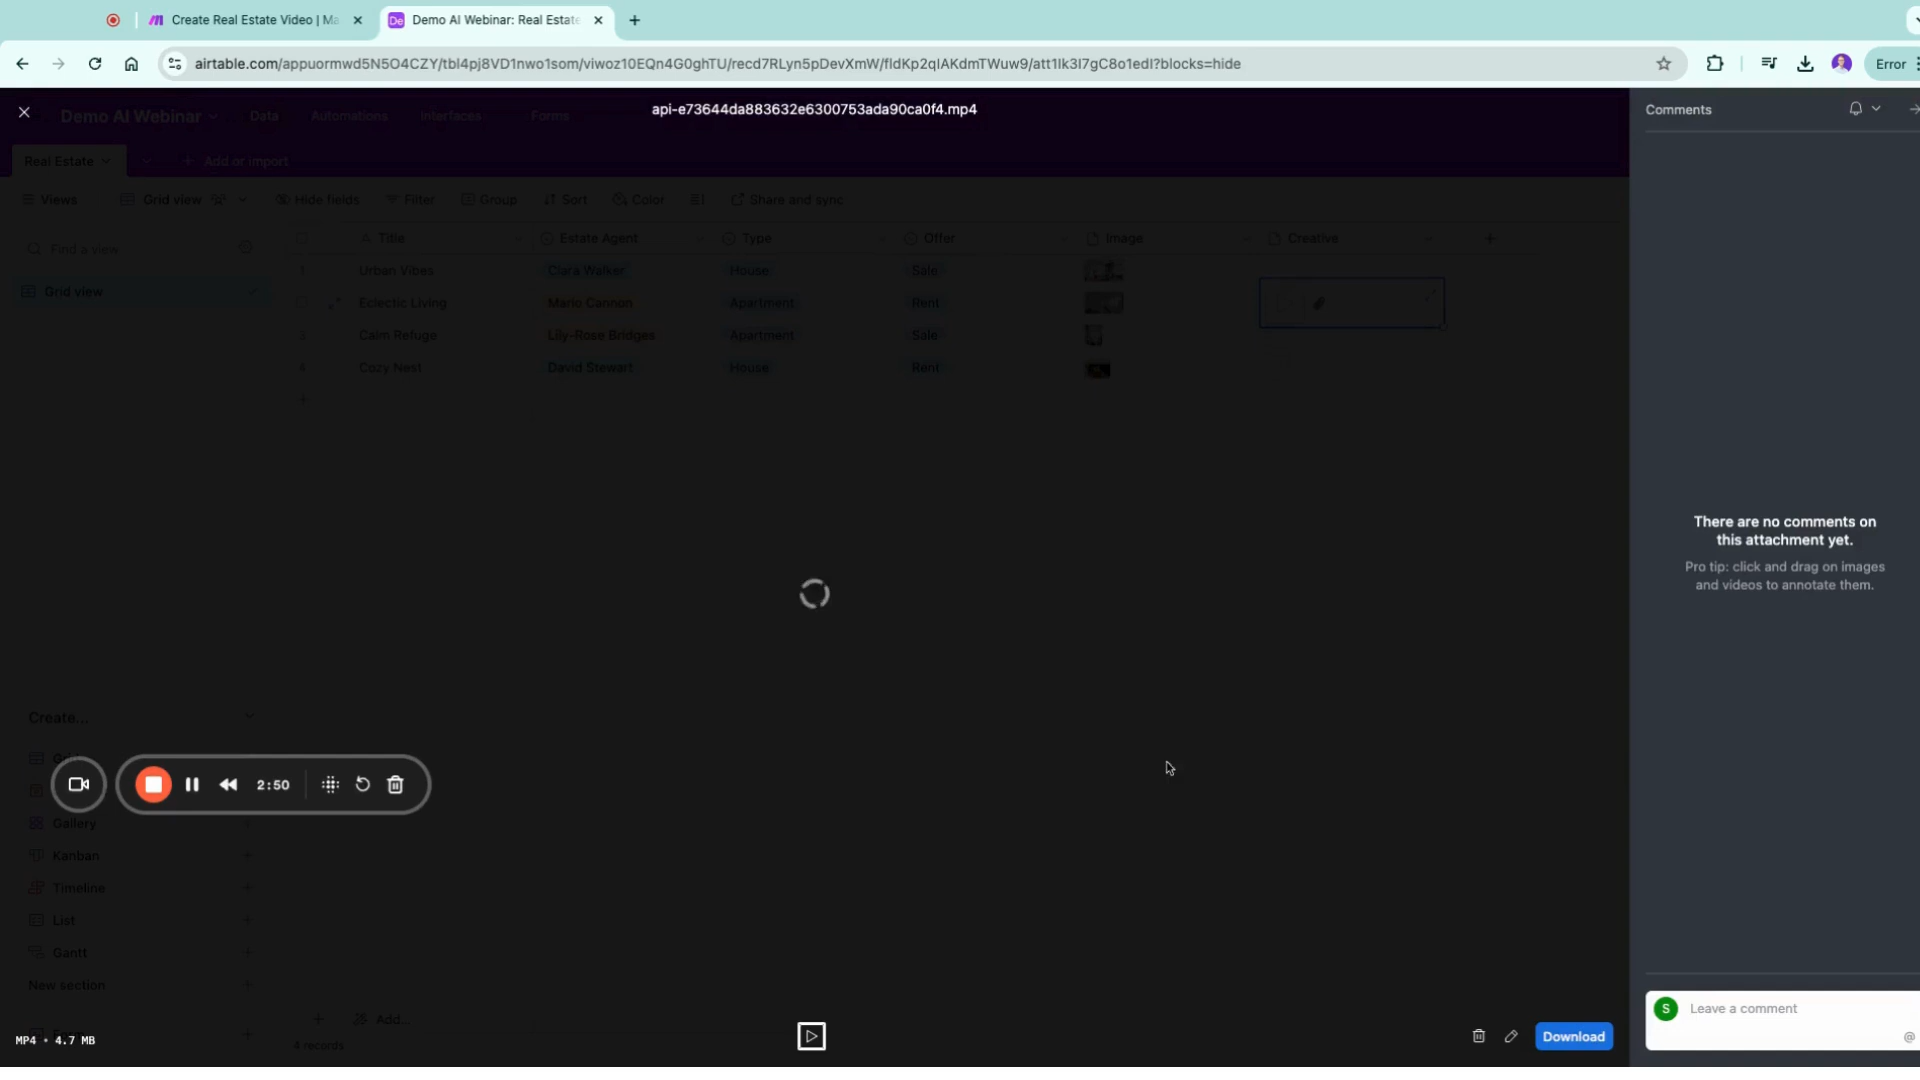 Create Real Estate Video | Ma
Demo AI Webinar: Real Estate
airtable.com/appuormwd5N5O4CZY/tbl4pj8VD1nwo1som/viwoz10EQn4G0ghTU/recd7RLyn5pDevXmW/fldKp2qIAKdmTWuw9/att1Ik3I7gC8o1edI?blocks=hide
Error
Demo AI Webinar
Data
Automations
Interfaces
Forms
api-e73644da883632e6300753ada90ca0f4.mp4
Comments
Real Estate
Add or import
Views
Grid view
Hide fields
Filter
Group
Sort
Color
Share and sync
Find a view
Grid view
Title
Estate Agent
Type
Offer
Image
Creative
1 Urban Vibes Clara Walker House Sale
Eclectic Living Mario Cannon Apartment Rent
3 Calm Refuge Lily-Rose Bridges Apartment Sale
4 Cozy Nest David Stewart House Rent
There are no comments on
this attachment yet.
Pro tip: click and drag on images
and videos to annotate them.
Create...
2:50
Gallery
Kanban
Timeline
List
Gantt
New section
Form
Add...
4 records
MP4 • 4.7 MB
Download
S
Leave a comment
@